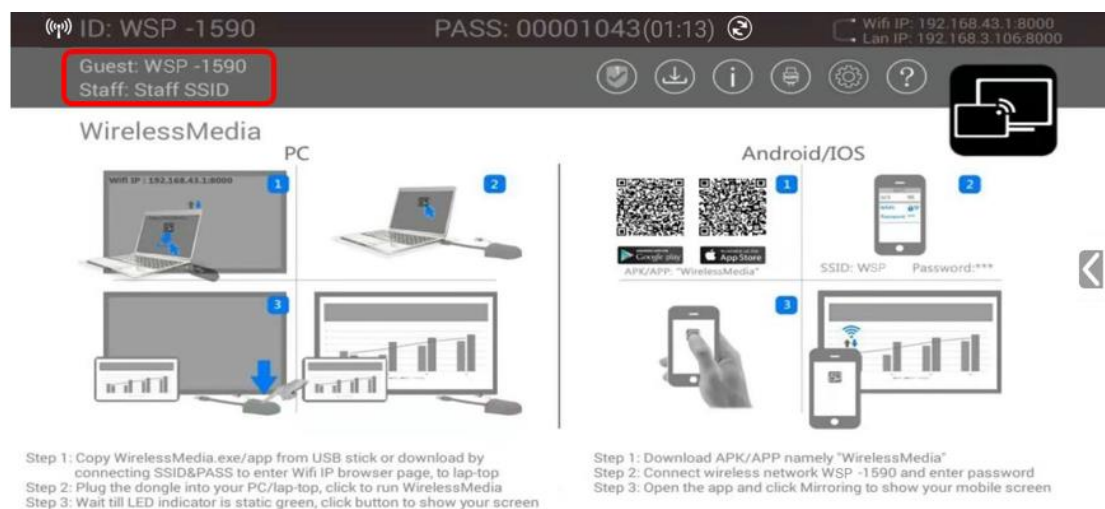 ID: WSP -1590
PASS: 00001043(01:13)
Wifi IP: 192.168.43.1:8000
Lan IP: 192.168.3.106:8000
Guest: WSP -1590
Staff: Staff SSID
WirelessMedia
PC
Wifi IP : 192.168.43.1:8000
1
2
3
Android/IOS
1
Google play
App Store
APK/APP: "WirelessMedia"
2
SSID: WSP Password:***
3
Step 1: Copy WirelessMedia.exe/app from USB stick or download by
connecting SSID&PASS to enter Wifi IP browser page, to lap-top
Step 2: Plug the dongle into your PC/lap-top, click to run WirelessMedia
Step 3: Wait till LED indicator is static green, click button to show your screen
Step 1: Download APK/APP namely "WirelessMedia"
Step 2: Connect wireless network WSP -1590 and enter password
Step 3: Open the app and click Mirroring to show your mobile screen